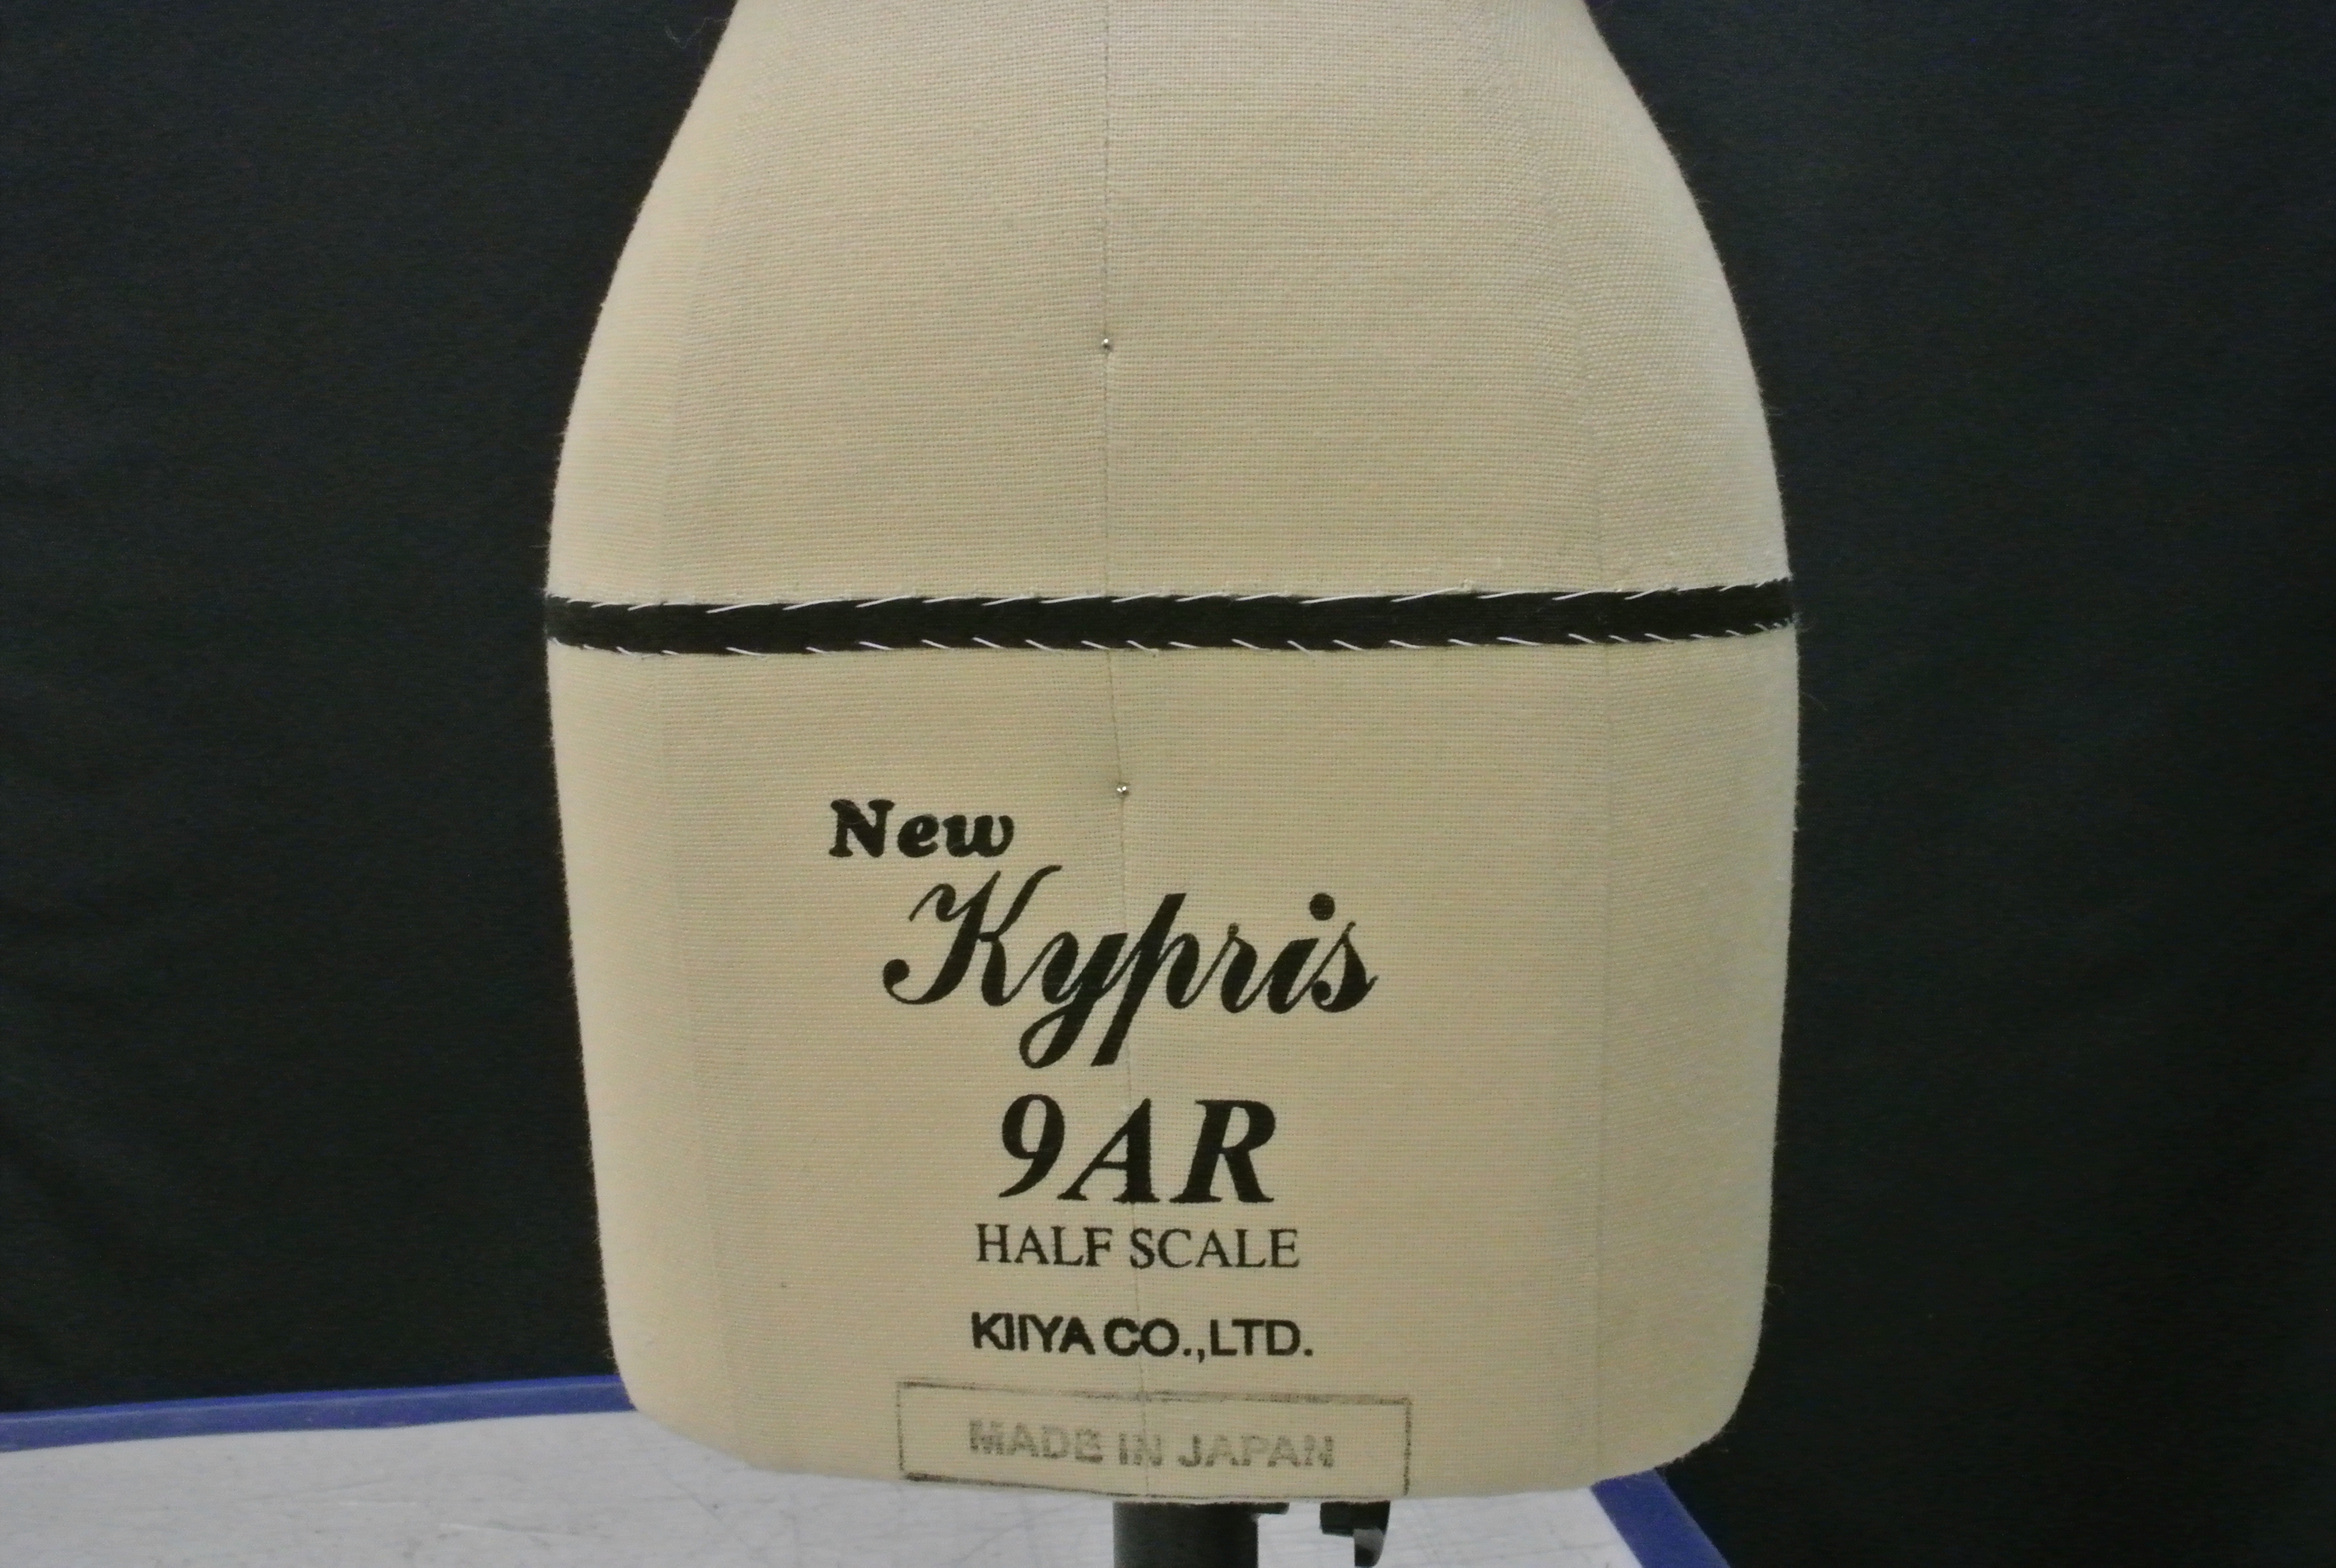 New
Kypris
9AR
HALF SCALE
KIIYA CO.,LTD.
MADE IN JAPAN